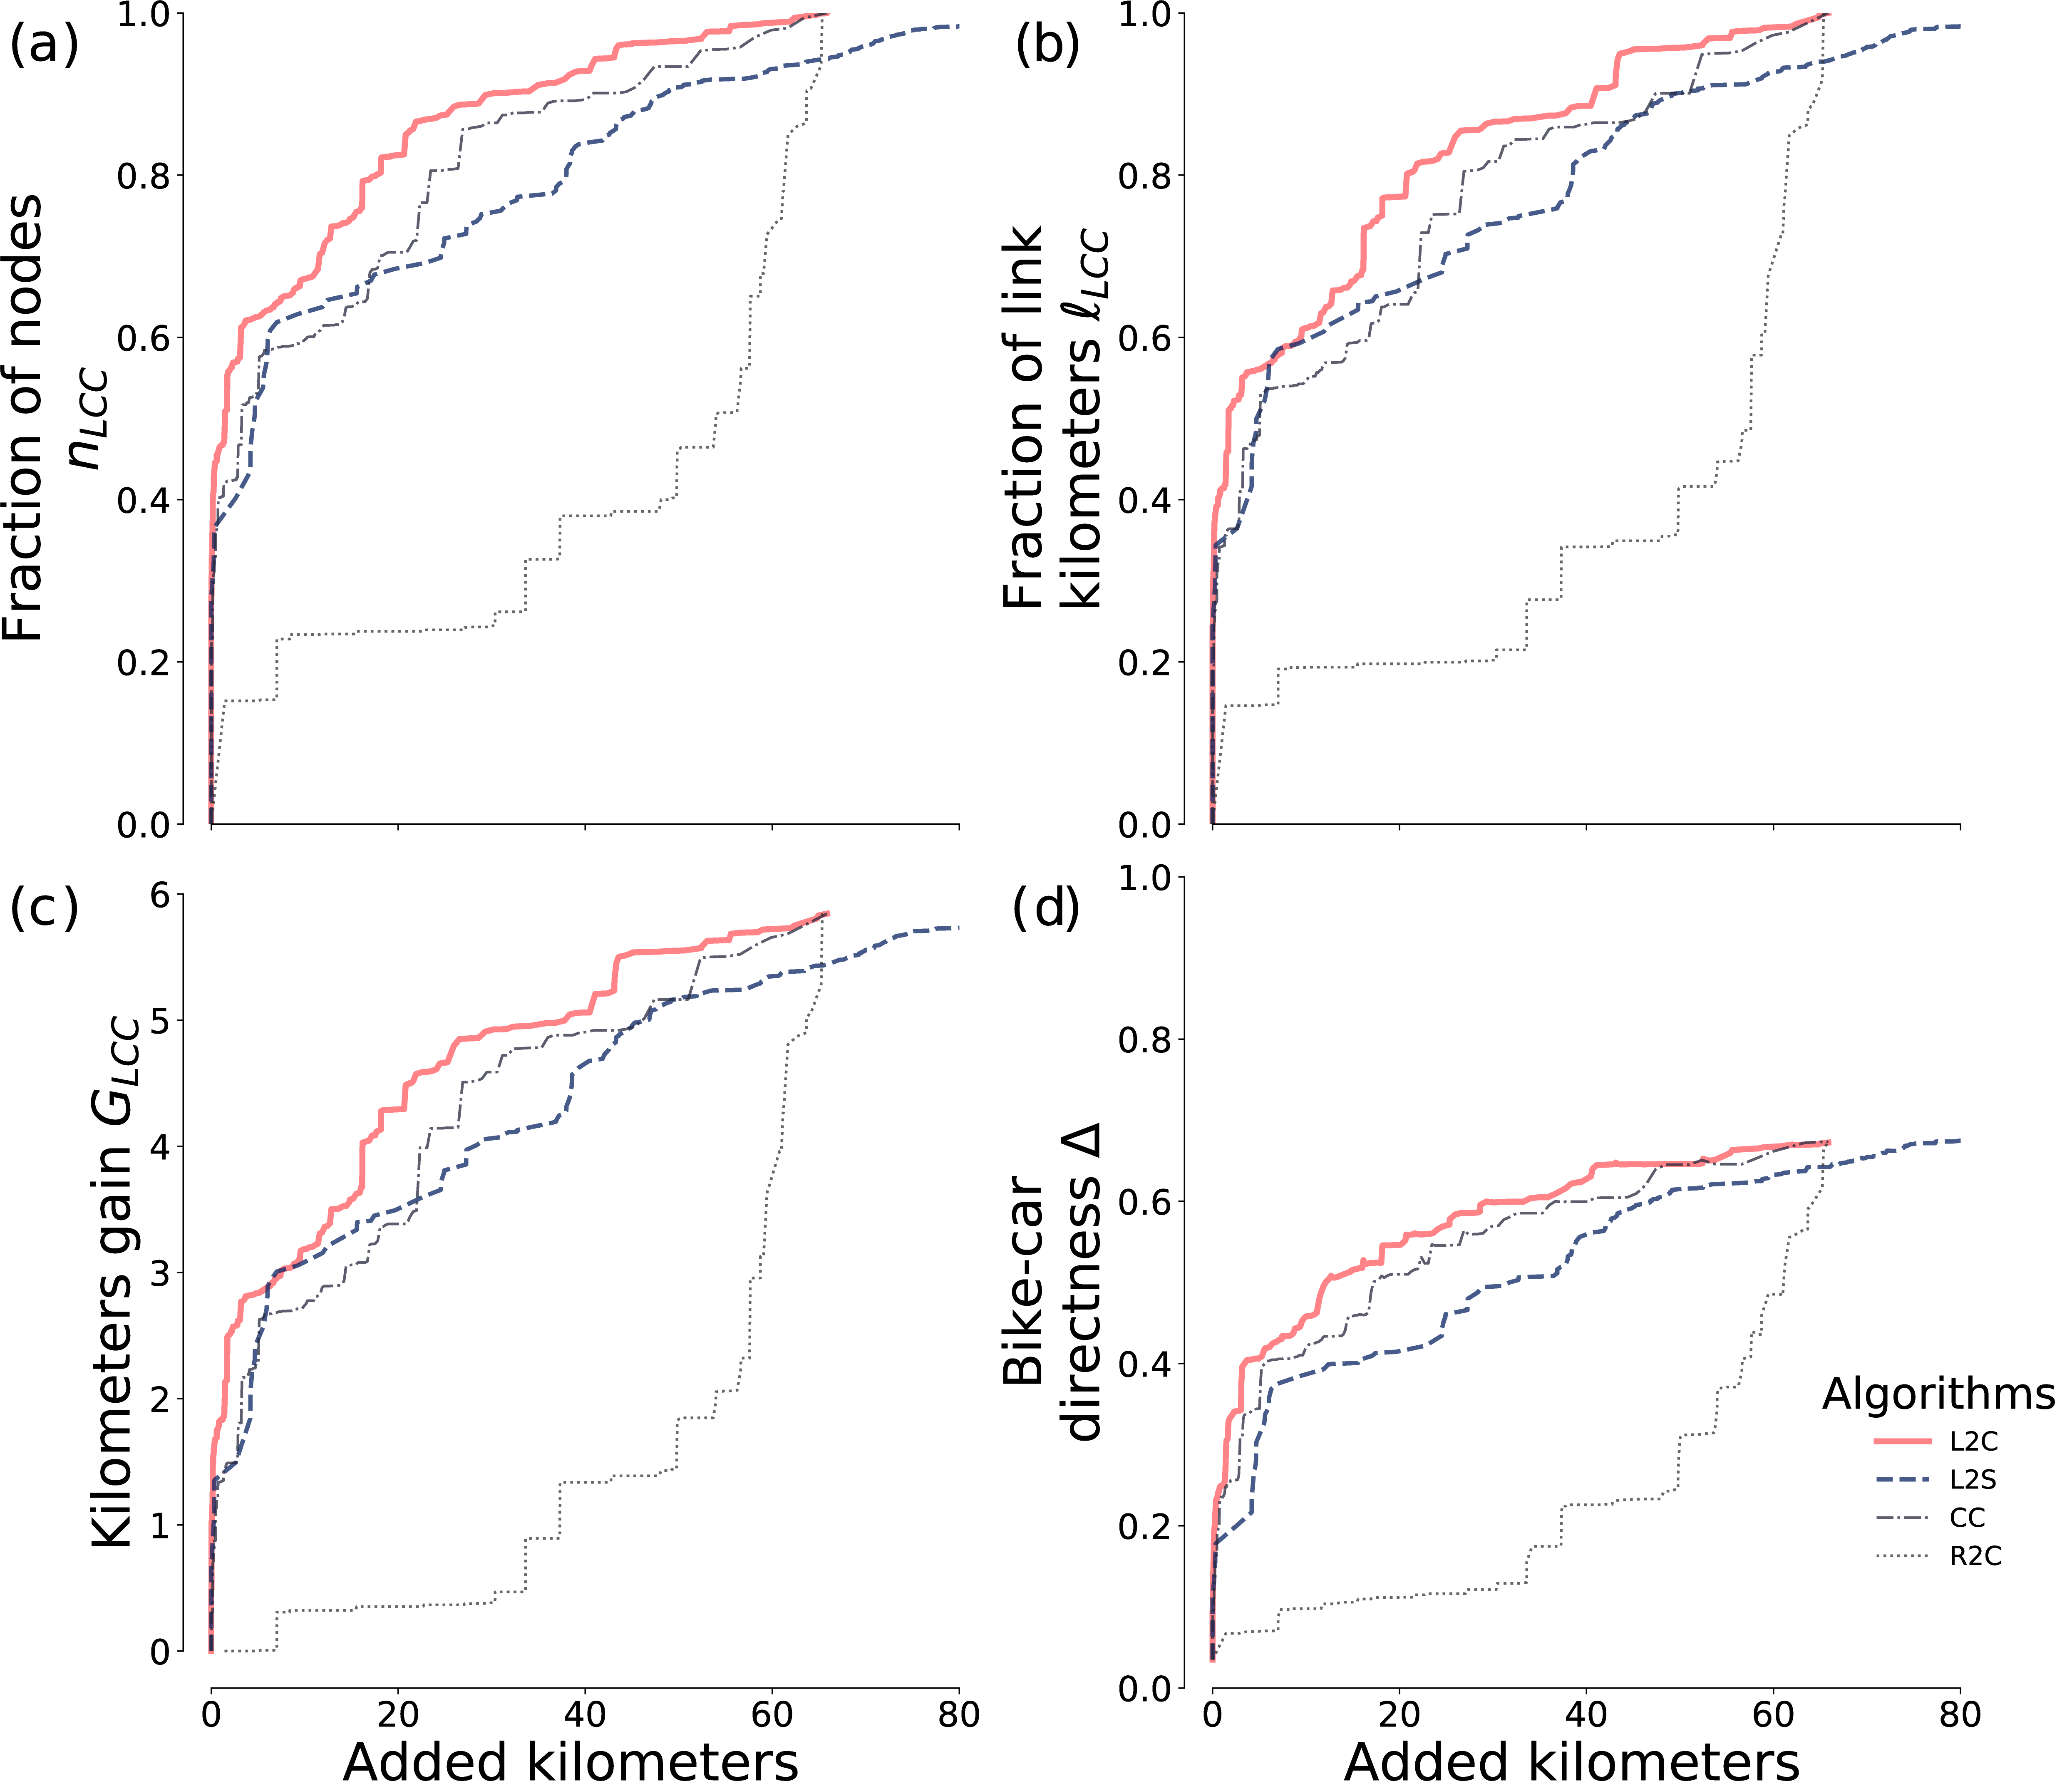 (a)
1.0
0.8
0.6
0.4
0.2
0.0
Fraction of nodes
n_LCC
(b)
1.0
0.8
0.6
0.4
0.2
0.0
Fraction of link
kilometers ℓ_LCC
(c)
6
5
4
3
2
1
0
Kilometers gain G_LCC
0 20 40 60 80
Added kilometers
(d)
1.0
0.8
0.6
0.4
0.2
0.0
Bike-car
directness Δ
Algorithms
L2C
L2S
CC
R2C
0 20 40 60 80
Added kilometers